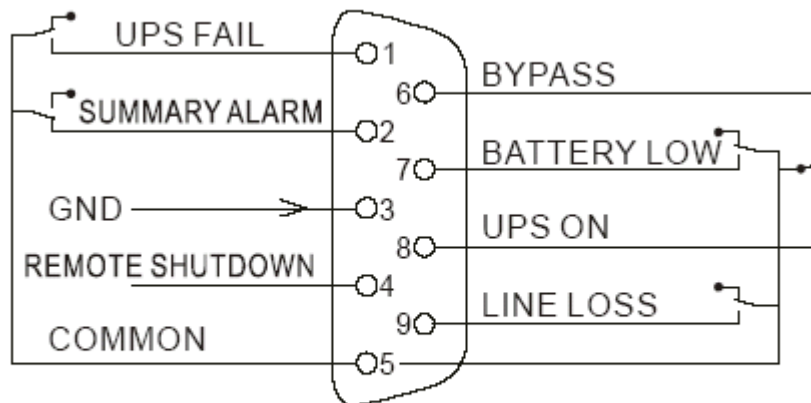 UPS FAIL
1
6
BYPASS
SUMMARY ALARM
2
7
BATTERY LOW
GND
3
8
UPS ON
REMOTE SHUTDOWN
4
9
LINE LOSS
COMMON
5